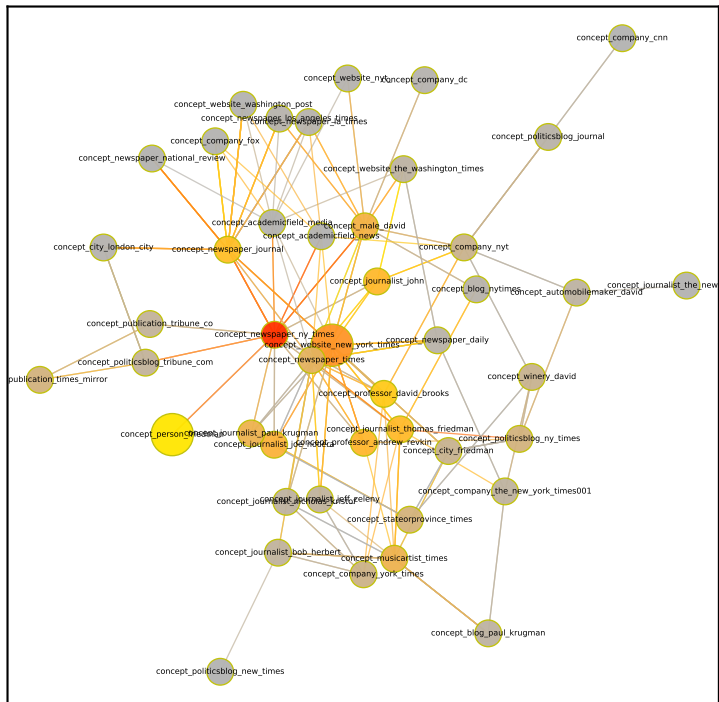 concept_company_cnn
concept_website_nyt
concept_company_dc
concept_website_washington_post
concept_newspaper_los_angeles_times
concept_newspaper_la_times
concept_politicsblog_journal
concept_company_fox
concept_newspaper_national_review
concept_website_the_washington_times
concept_academicfield_media
concept_male_david
concept_academicfield_news
concept_city_london_city
concept_newspaper_journal
concept_company_nyt
concept_journalist_john
concept_journalist_the_new
concept_blog_nytimes
concept_automobilemaker_david
concept_publication_tribune_co
concept_newspaper_ny_times
concept_website_new_york_times
concept_newspaper_daily
concept_newspaper_times
concept_politicsblog_tribune_com
publication_times_mirror
concept_winery_david
concept_professor_david_brooks
concept_journalist_paul_krugman
concept_journalist_thomas_friedman
concept_politicsblog_ny_times
concept_professor_andrew_revkin
concept_city_friedman
concept_company_the_new_york_times001
concept_journalist_jeff_zeleny
concept_journalist_nicholas_kristof
concept_stateorprovince_times
concept_journalist_bob_herbert
concept_musicartist_times
concept_company_york_times
concept_blog_paul_krugman
concept_politicsblog_new_times